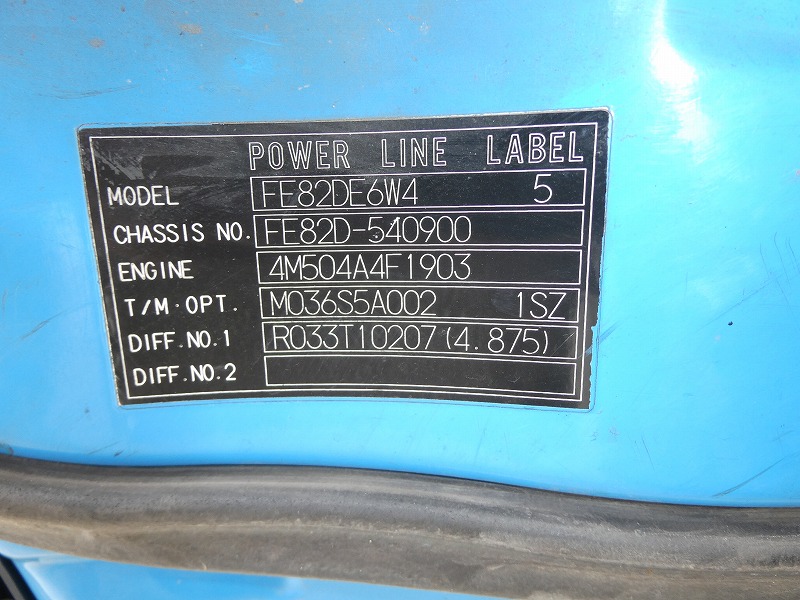 POWER LINE LABEL
MODEL FE82DE6W4 5
CHASSIS NO. FE82D-540900
ENGINE 4M504A4F1903
T/M·OPT. M036S5A002 1SZ
DIFF.NO.1 R033T10207(4.875)
DIFF.NO.2